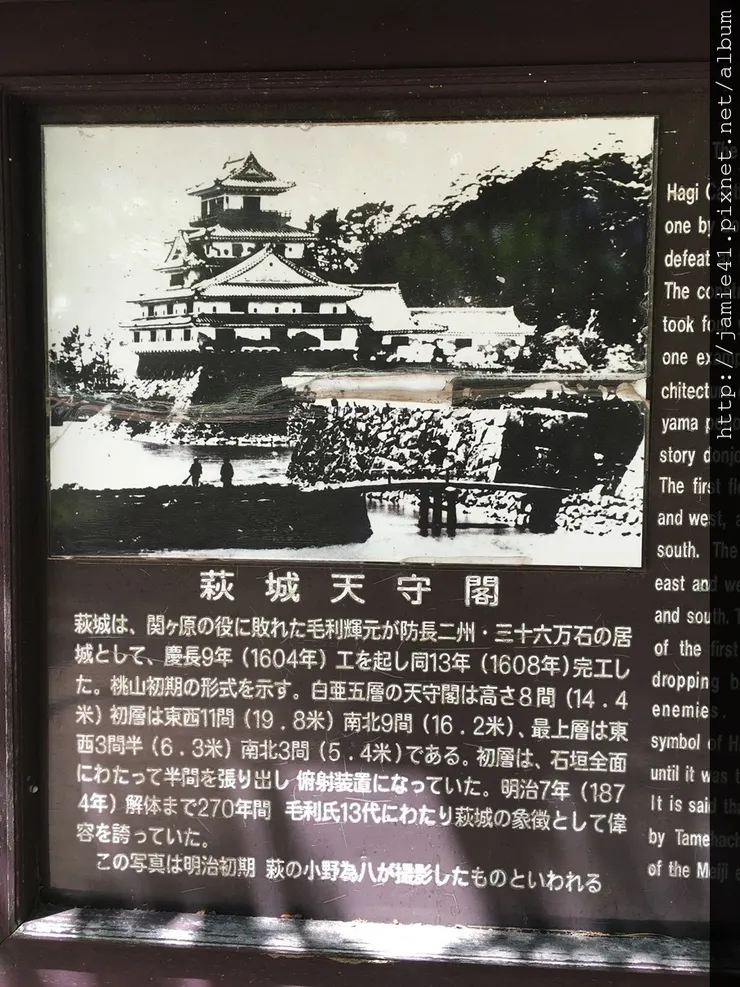 萩城天守閣
萩城は、関ヶ原の役に敗れた毛利輝元が防長二州・三十六万石の居
城として、慶長9年（1604年）工を起し同13年（1608年）完工し
た。桃山初期の形式を示す。白亜五層の天守閣は高さ8間（14.4
米）初層は東西11間（19.8米）南北9間（16.2米）、最上層は東
西3間半（6.3米）南北3間（5.4米）である。初層は、石垣全面
にわたって半間を張り出し 俯射装置になっていた。明治7年（187
4年）解体まで270年間 毛利氏13代にわたり萩城の象徴として偉
容を誇っていた。
この写真は明治初期 萩の小野為八が撮影したものといわれる
The
Hagi
one by
defeat
The
took
one
yama
story
The first
and west,
south. The
east and
and south.
of the first
dropping
enemies.
symbol of
until it was
It is said
by
of the Meiji
http://jamie41.pixnet.net/album